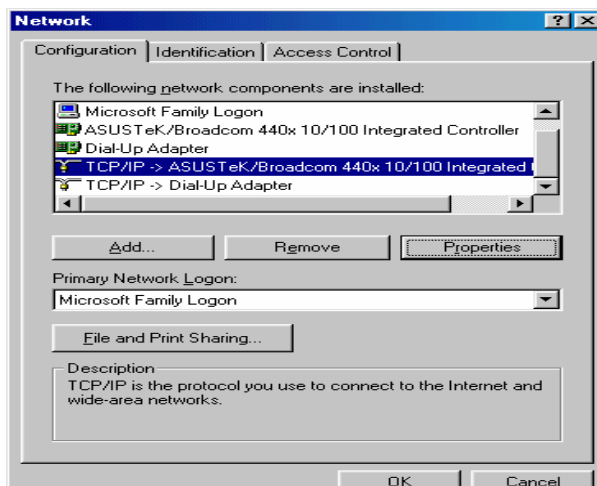 Network
Configuration Identification Access Control
The following network components are installed:
Microsoft Family Logon
ASUSTeK/Broadcom 440x 10/100 Integrated Controller
Dial-Up Adapter
TCP/IP -> ASUSTeK/Broadcom 440x 10/100 Integrated
TCP/IP -> Dial-Up Adapter
Add... Remove Properties
Primary Network Logon:
Microsoft Family Logon
File and Print Sharing...
Description
TCP/IP is the protocol you use to connect to the Internet and
wide-area networks.
OK Cancel